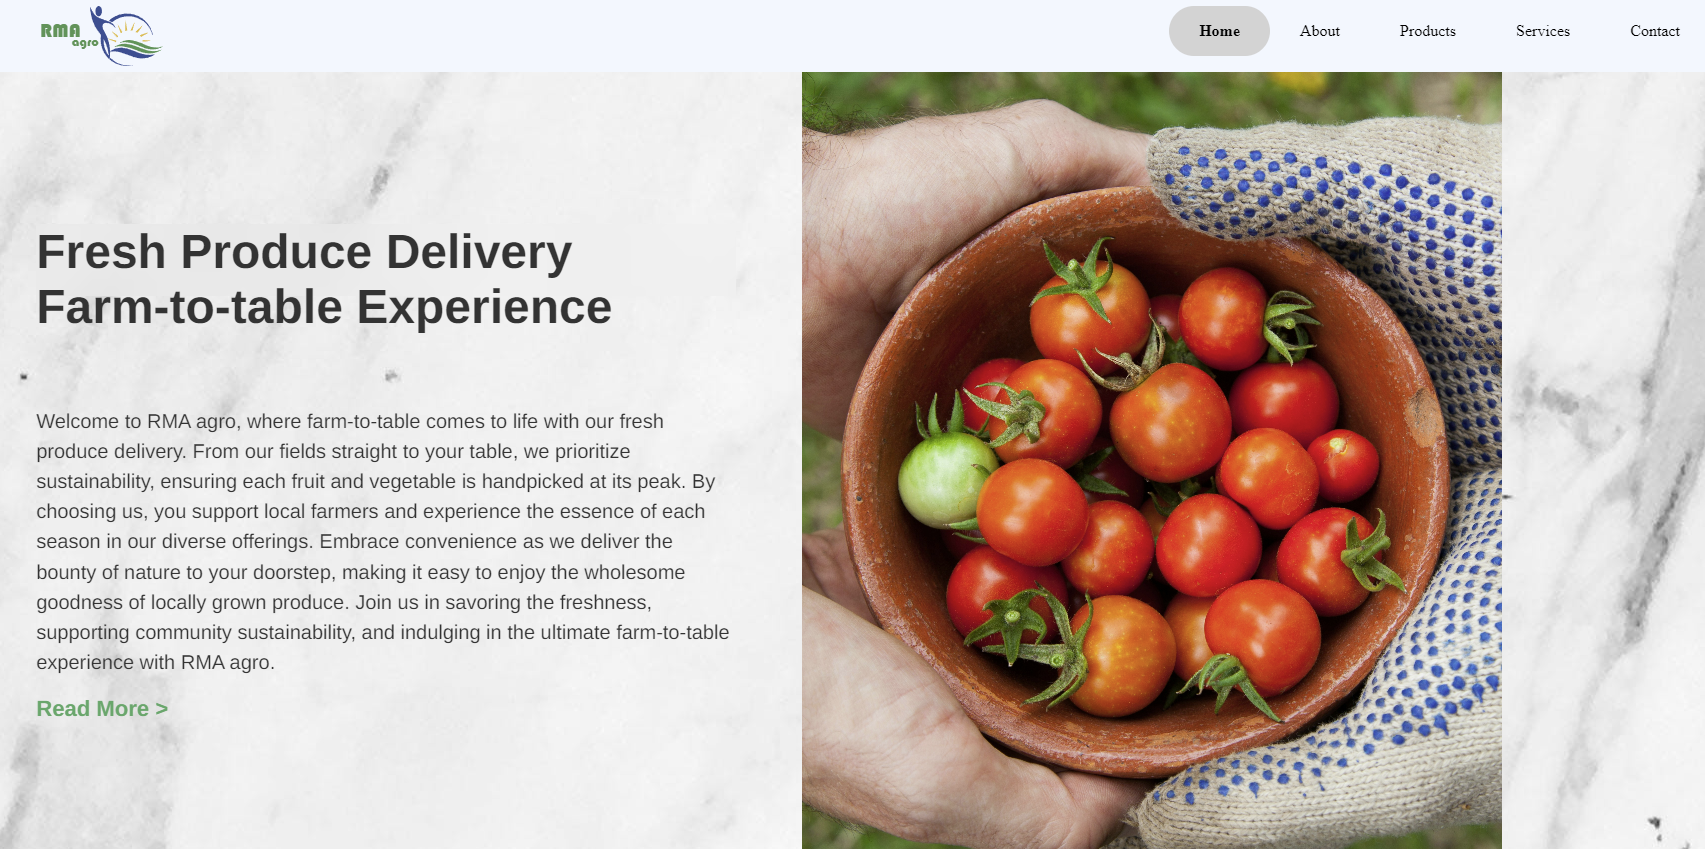 RMA
agro
Home About Products Services Contact
Fresh Produce Delivery
Farm-to-table Experience
Welcome to RMA agro, where farm-to-table comes to life with our fresh
produce delivery. From our fields straight to your table, we prioritize
sustainability, ensuring each fruit and vegetable is handpicked at its peak. By
choosing us, you support local farmers and experience the essence of each
season in our diverse offerings. Embrace convenience as we deliver the
bounty of nature to your doorstep, making it easy to enjoy the wholesome
goodness of locally grown produce. Join us in savoring the freshness,
supporting community sustainability, and indulging in the ultimate farm-to-table
experience with RMA agro.
Read More >